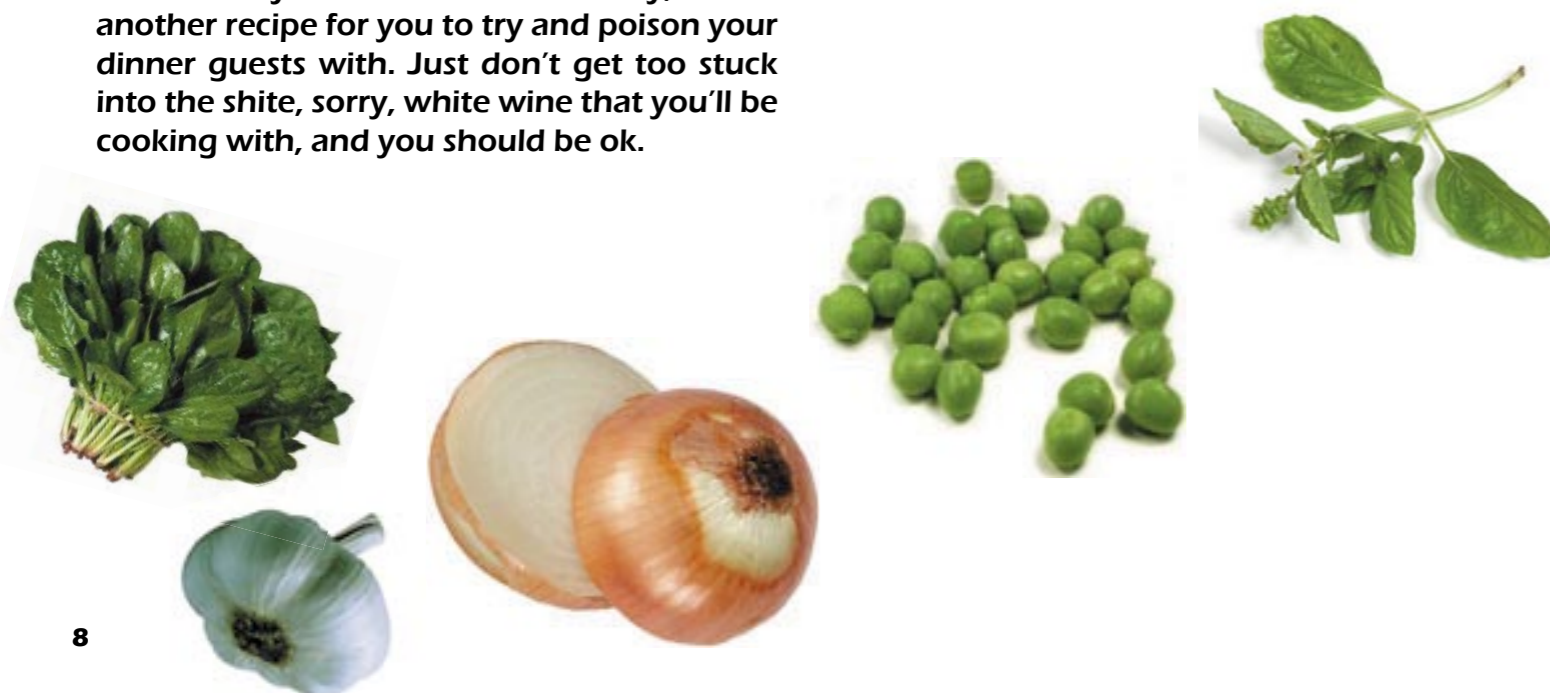 another recipe for you to try and poison your
dinner guests with. Just don't get too stuck
into the shite, sorry, white wine that you'll be
cooking with, and you should be ok.
8